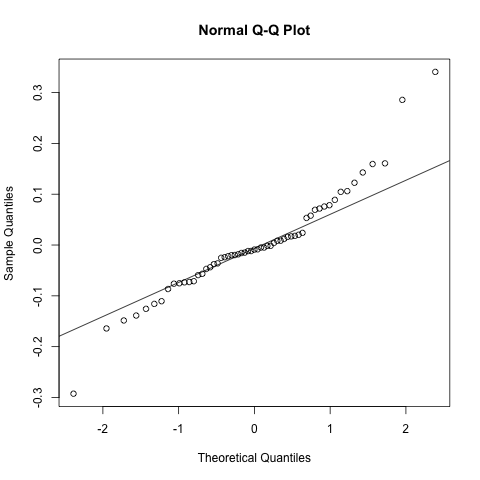 Normal Q-Q Plot
Sample Quantiles
0.3
0.2
0.1
0.0
-0.1
-0.2
-0.3
-2 -1 0 1 2
Theoretical Quantiles